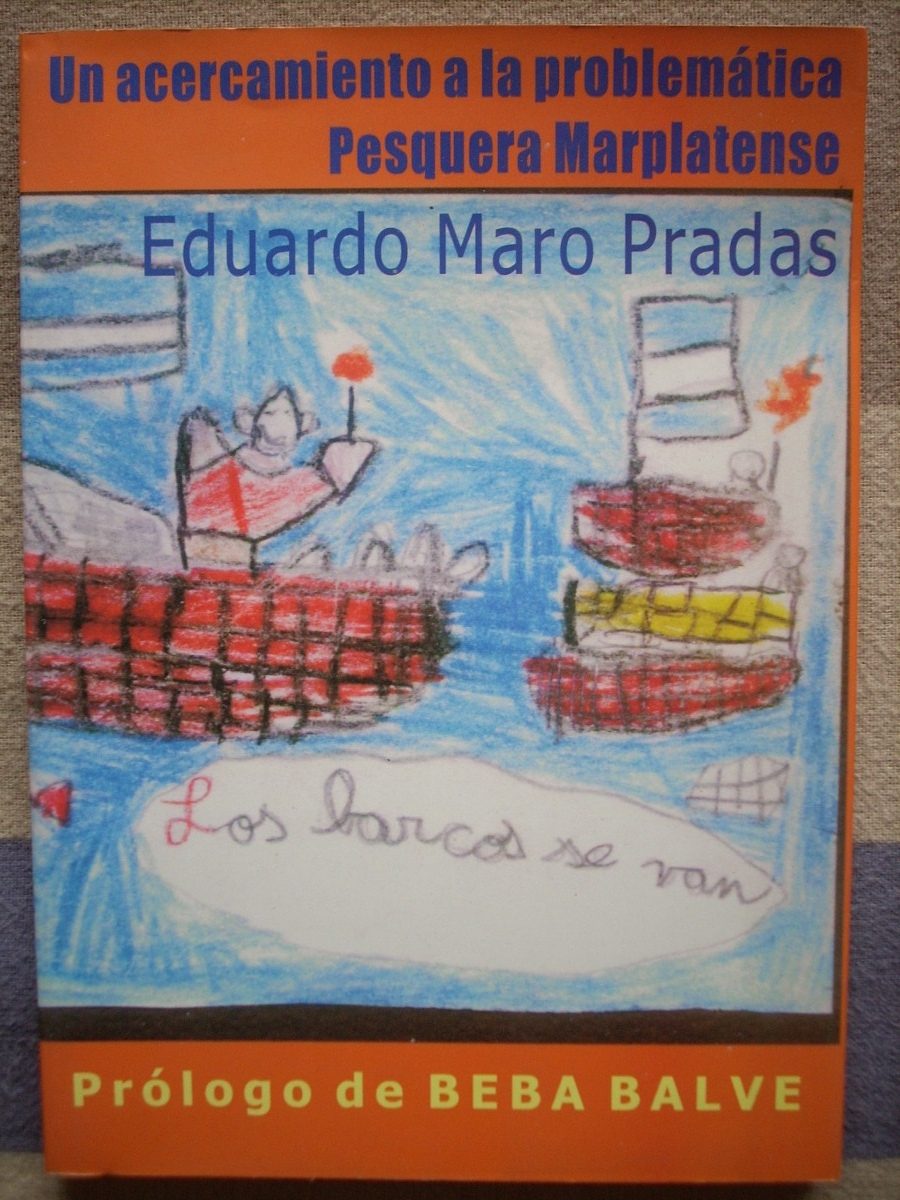 Un acercamiento a la problemática
Pesquera Marplatense
Eduardo Maro Pradas
Los barcos se van
Prólogo de BEBA BALVE